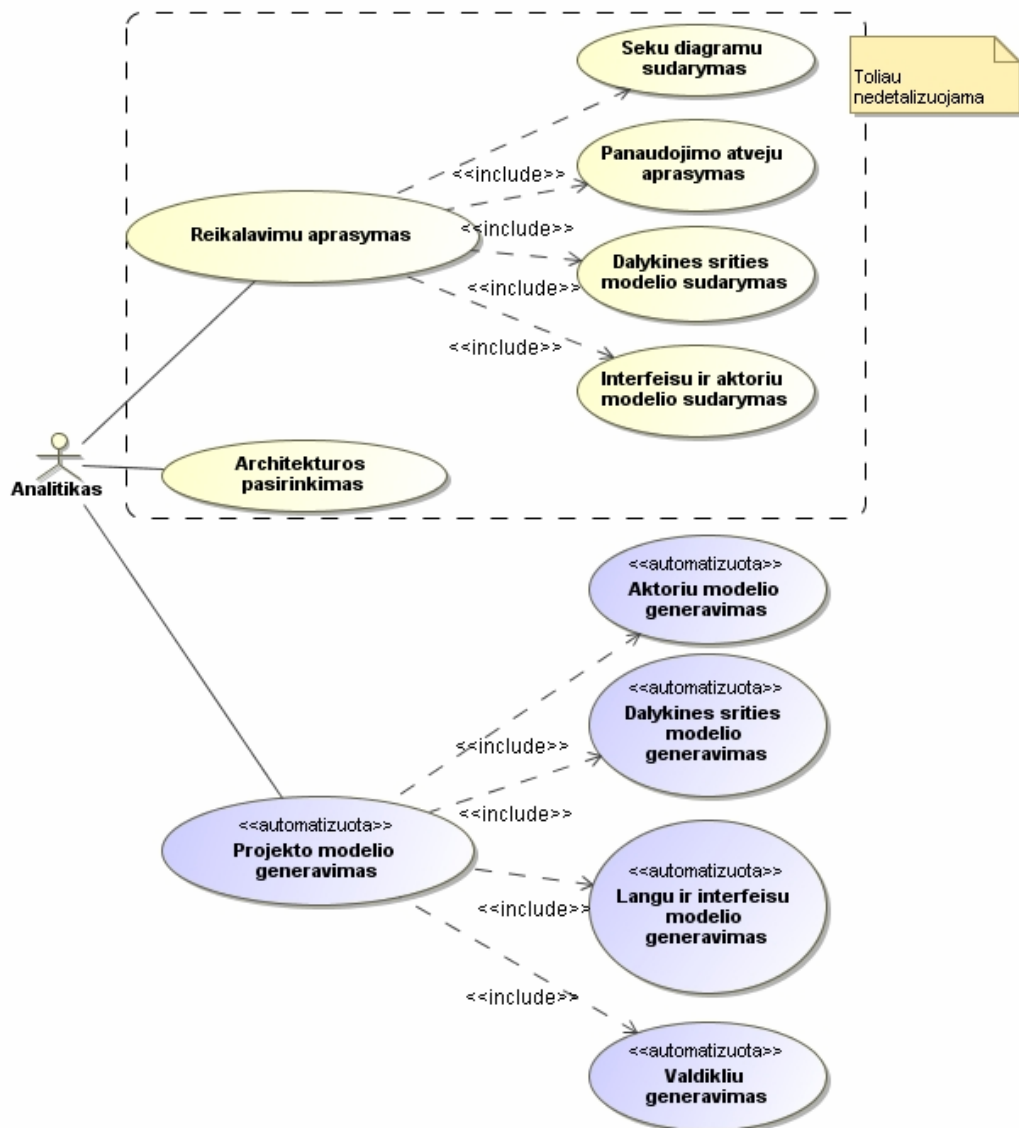 Seku diagramu
sudarymas
Toliau
nedetalizuojama
<<include>>
Panaudojimo atveju
aprasymas
Reikalavimu aprasymas
<<include>>
Dalykines srities
modelio sudarymas
<<include>>
<<include>>
Interfeisu ir aktoriu
modelio sudarymas
Analitikas
Architekturos
pasirinkimas
<<automatizuota>>
Aktoriu modelio
generavimas
<<automatizuota>>
Dalykines srities
modelio
generavimas
<<include>>
<<include>>
<<automatizuota>>
Projekto modelio
generavimas
<<automatizuota>>
Langu ir interfeisu
modelio
generavimas
<<include>>
<<include>>
<<automatizuota>>
Valdikliu
generavimas